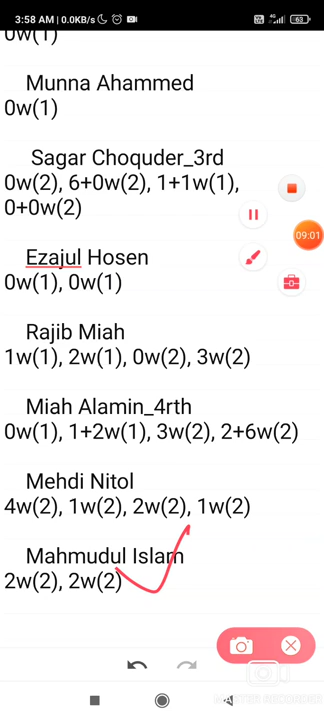 3:58 AM | 0.0KB/s
4G
63
0w(1)
Munna Ahammed
0w(1)
Sagar Choquder_3rd
0w(2), 6+0w(2), 1+1w(1),
0+0w(2)
09:01
Ezajul Hosen
0w(1), 0w(1)
Rajib Miah
1w(1), 2w(1), 0w(2), 3w(2)
Miah Alamin_4rth
0w(1), 1+2w(1), 3w(2), 2+6w(2)
Mehdi Nitol
4w(2), 1w(2), 2w(2), 1w(2)
Mahmudul Islam
2w(2), 2w(2)
RECORDER